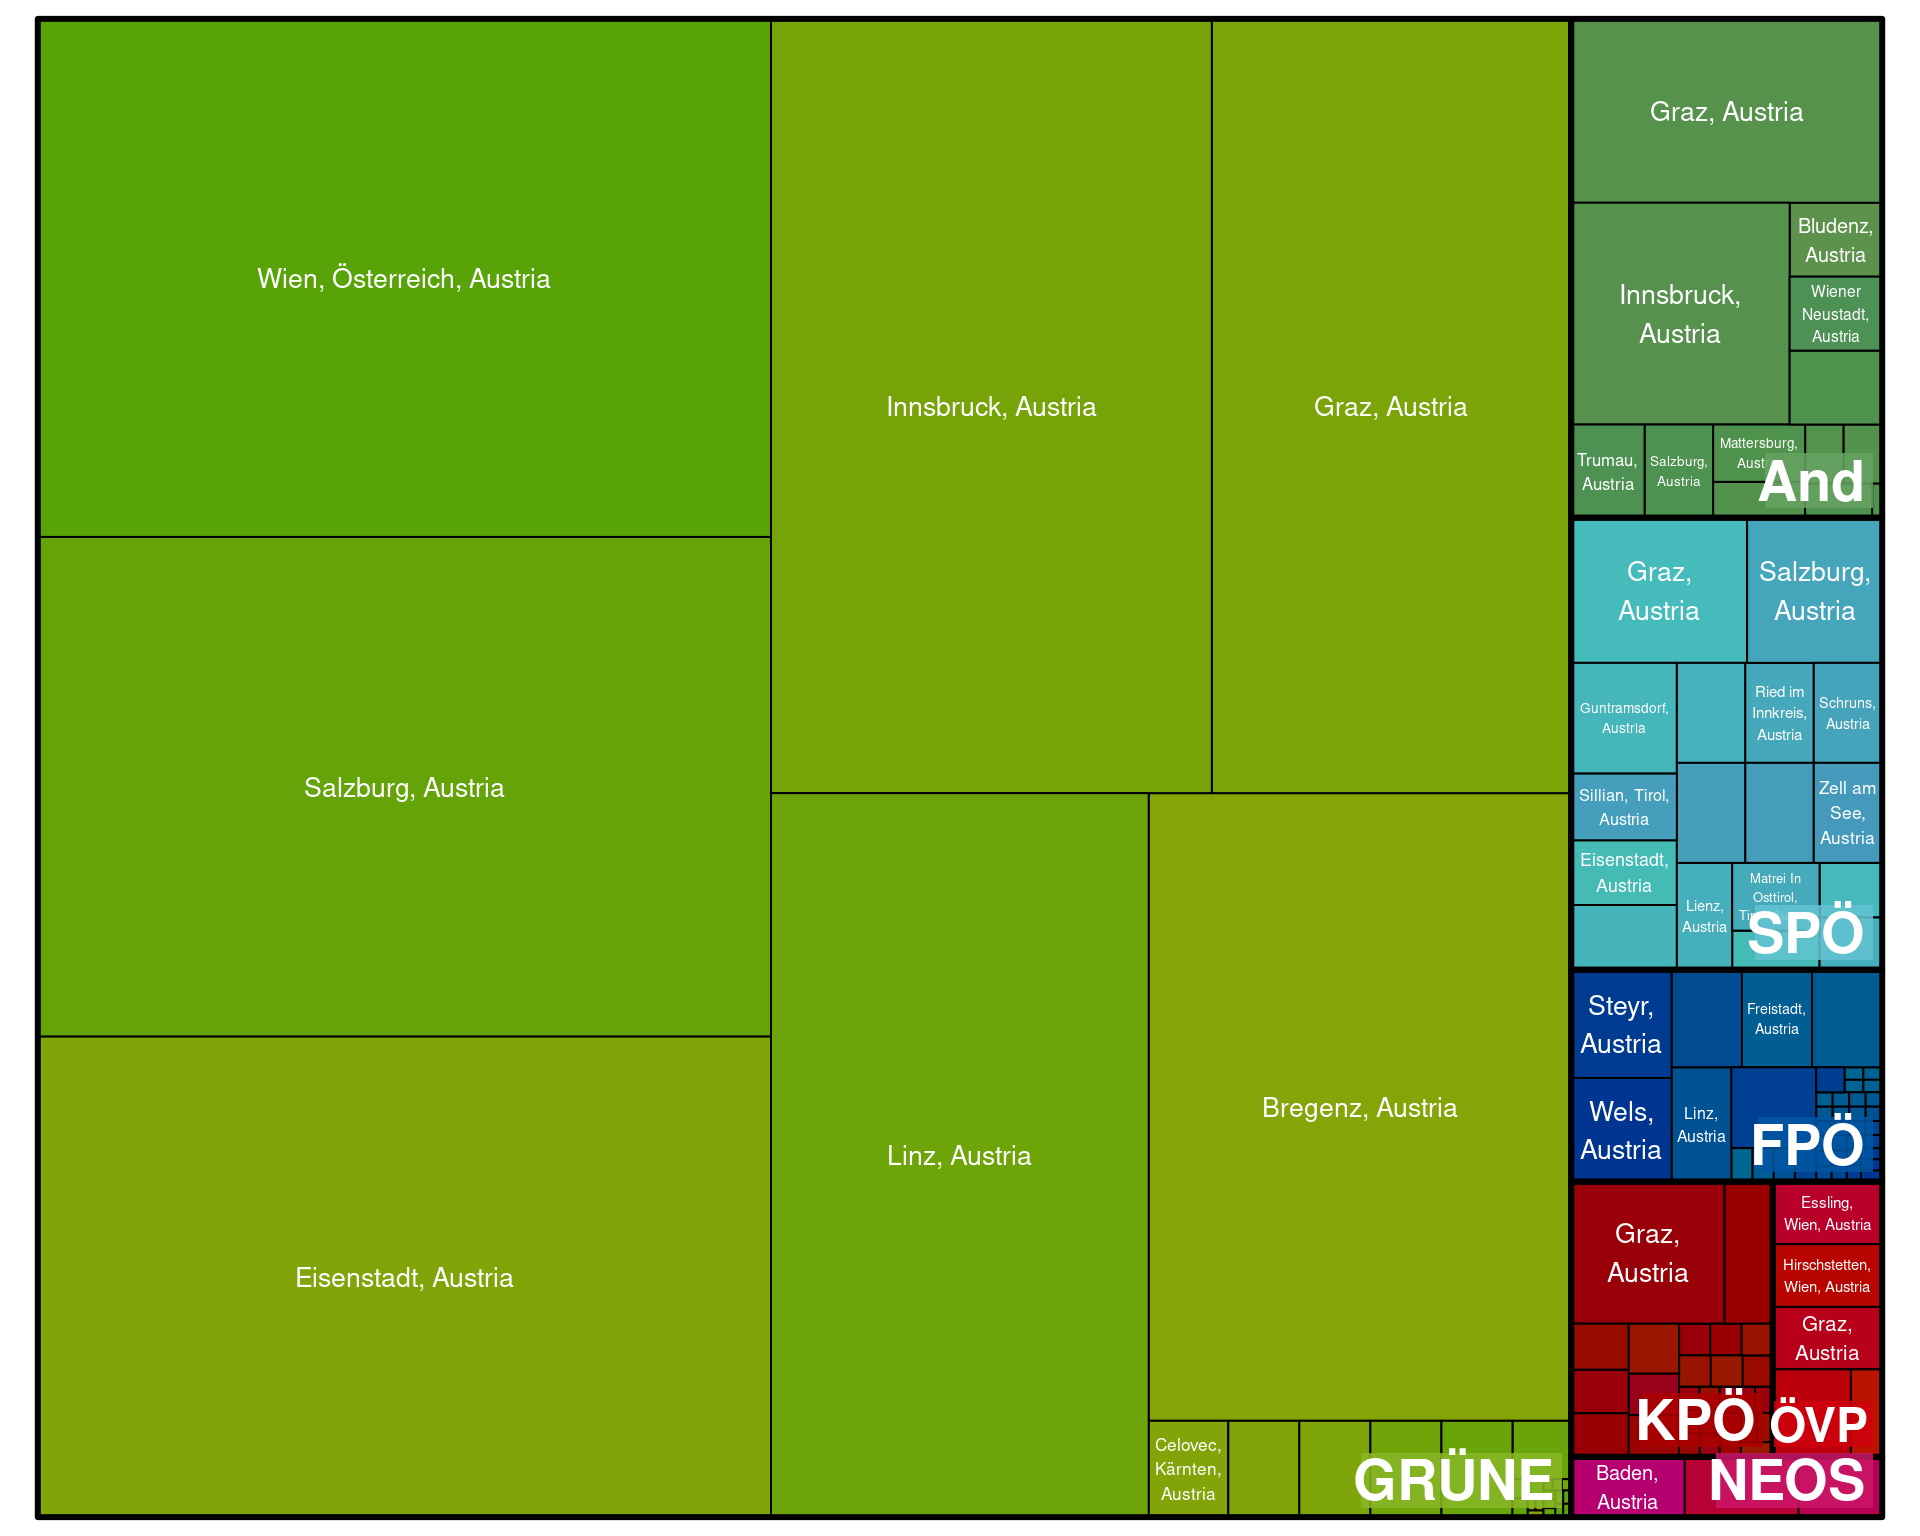 Wien, Österreich, Austria
Salzburg, Austria
Eisenstadt, Austria
Innsbruck, Austria
Graz, Austria
Linz, Austria
Bregenz, Austria
Celovec,
Kärnten,
Austria
GRÜNE
Graz, Austria
Innsbruck,
Austria
Bludenz,
Austria
Wiener
Neustadt,
Austria
Trumau,
Austria
Salzburg,
Austria
Mattersburg,
And
Graz,
Austria
Salzburg,
Austria
Guntramsdorf,
Austria
Ried im
Innkreis,
Austria
Schruns,
Austria
Sillian, Tirol,
Austria
Zell am
See,
Austria
Eisenstadt,
Austria
Lienz,
Austria
Matrei In
Osttirol,
SPÖ
Steyr,
Austria
Freistadt,
Austria
Wels,
Austria
Linz,
Austria
FPÖ
Graz,
Austria
KPÖ
Essling,
Wien, Austria
Hirschstetten,
Wien, Austria
Graz,
Austria
ÖVP
Baden,
Austria
NEOS